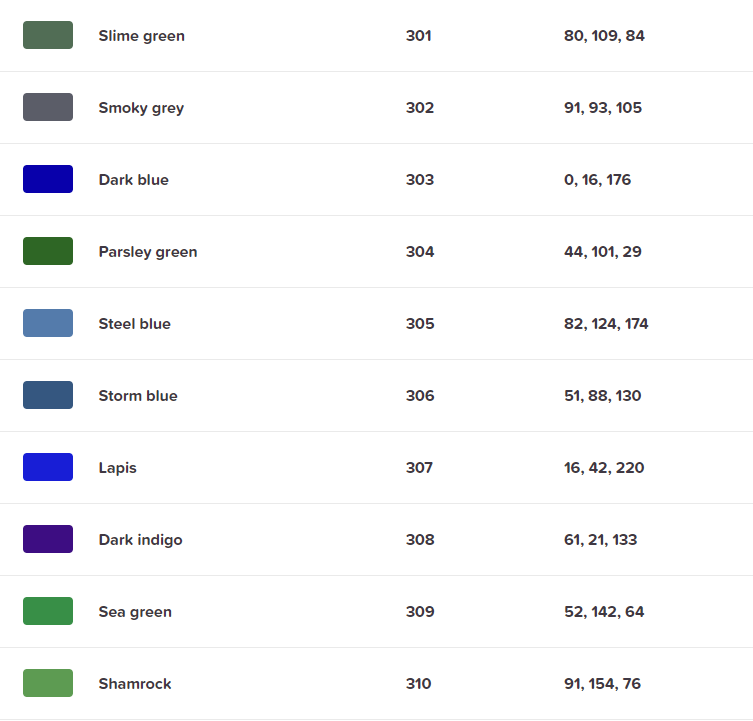 Slime green 301 80, 109, 84
Smoky grey 302 91, 93, 105
Dark blue 303 0, 16, 176
Parsley green 304 44, 101, 29
Steel blue 305 82, 124, 174
Storm blue 306 51, 88, 130
Lapis 307 16, 42, 220
Dark indigo 308 61, 21, 133
Sea green 309 52, 142, 64
Shamrock 310 91, 154, 76